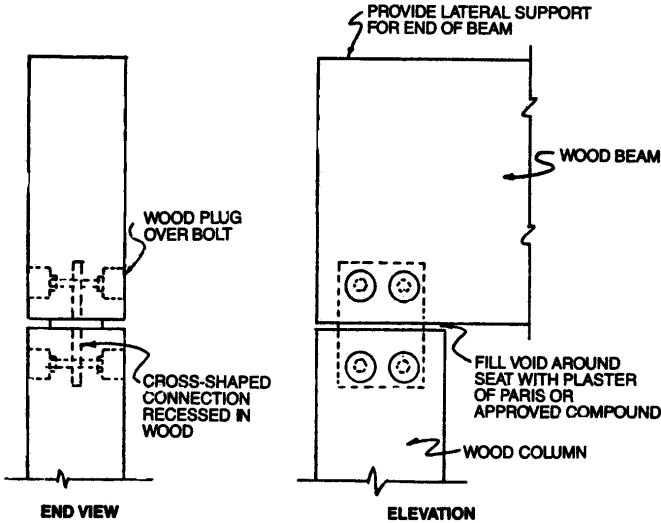 PROVIDE LATERAL SUPPORT
FOR END OF BEAM
WOOD BEAM
WOOD PLUG
OVER BOLT
FILL VOID AROUND
SEAT WITH PLASTER
OF PARIS OR
APPROVED COMPOUND
CROSS-SHAPED
CONNECTION
RECESSED IN
WOOD
WOOD COLUMN
END VIEW
ELEVATION